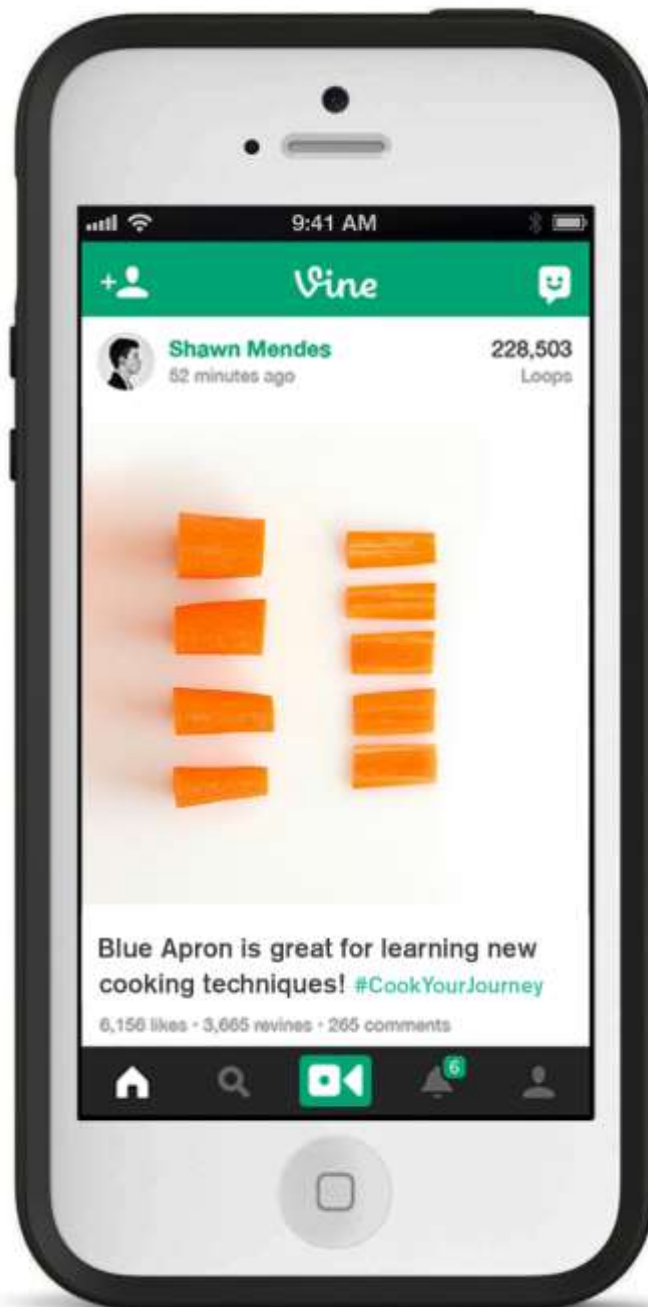 9:41 AM
Vine
Shawn Mendes
228,503
52 minutes ago
Loops
Blue Apron is great for learning new
cooking techniques! #CookYourJourney
6,156 likes • 3,665 revines • 265 comments
6